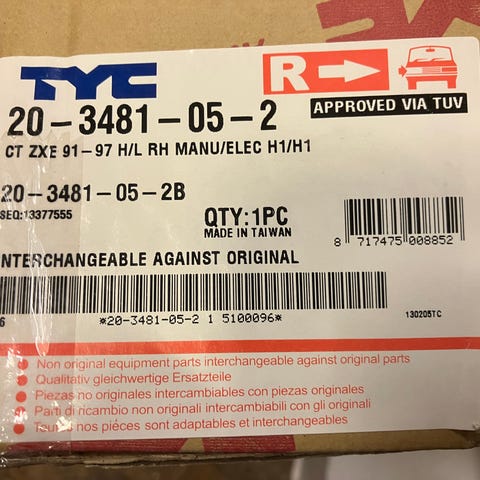 TYC
R
APPROVED VIA TUV
20-3481-05-2
CT ZXE 91-97 H/L RH MANU/ELEC H1/H1
20-3481-05-2B
SEQ:13377555
QTY:1PC
MADE IN TAIWAN
8 717475 008852
INTERCHANGEABLE AGAINST ORIGINAL
6 *20-3481-05-2 1 5100096*
130205TC
Non original equipment parts interchangeable against original parts
Qualitativ gleichwertige Ersatzteile
Piezas no originales intercambiables con piezas originales
Parti di ricambio non originali intercambiabili con gli originali
Toutes nos piéces sont adaptables et interchangeables